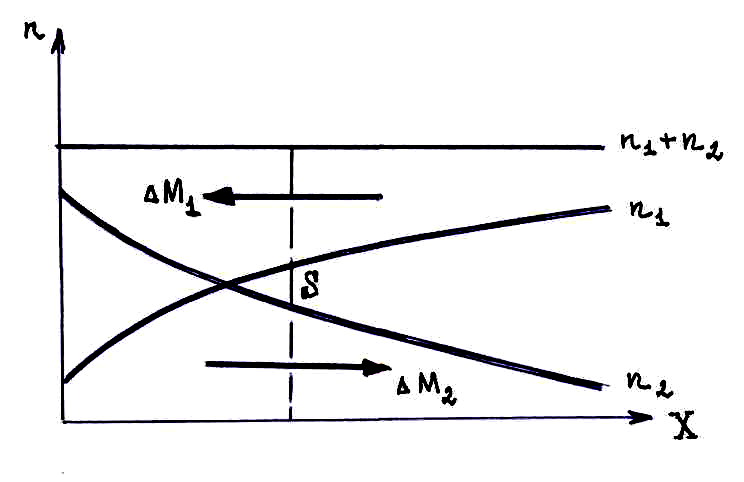 n
n₁+n₂
ΔM₁
n₁
S
ΔM₂
n₂
X